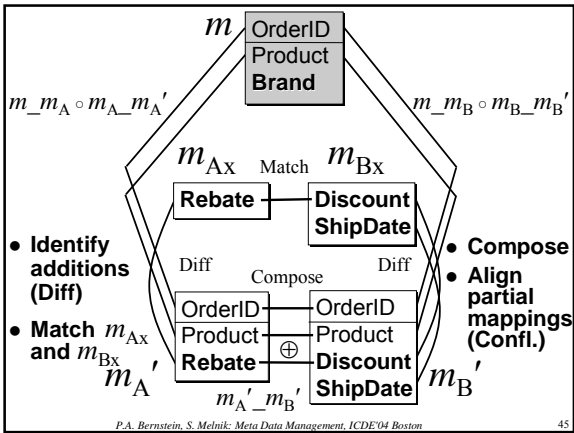 m
OrderID
Product
Brand
m_mA ∘ mA_mA′
m_mB ∘ mB_mB′
mAx
Match
mBx
Rebate
Discount
ShipDate
• Identify additions (Diff)
• Match mAx and mBx
Diff
Compose
Diff
• Compose
• Align partial mappings (Confl.)
OrderID
Product
Rebate
⊕
OrderID
Product
Discount
ShipDate
mA′
mA′_mB′
mB′
P.A. Bernstein, S. Melnik: Meta Data Management, ICDE'04 Boston
45